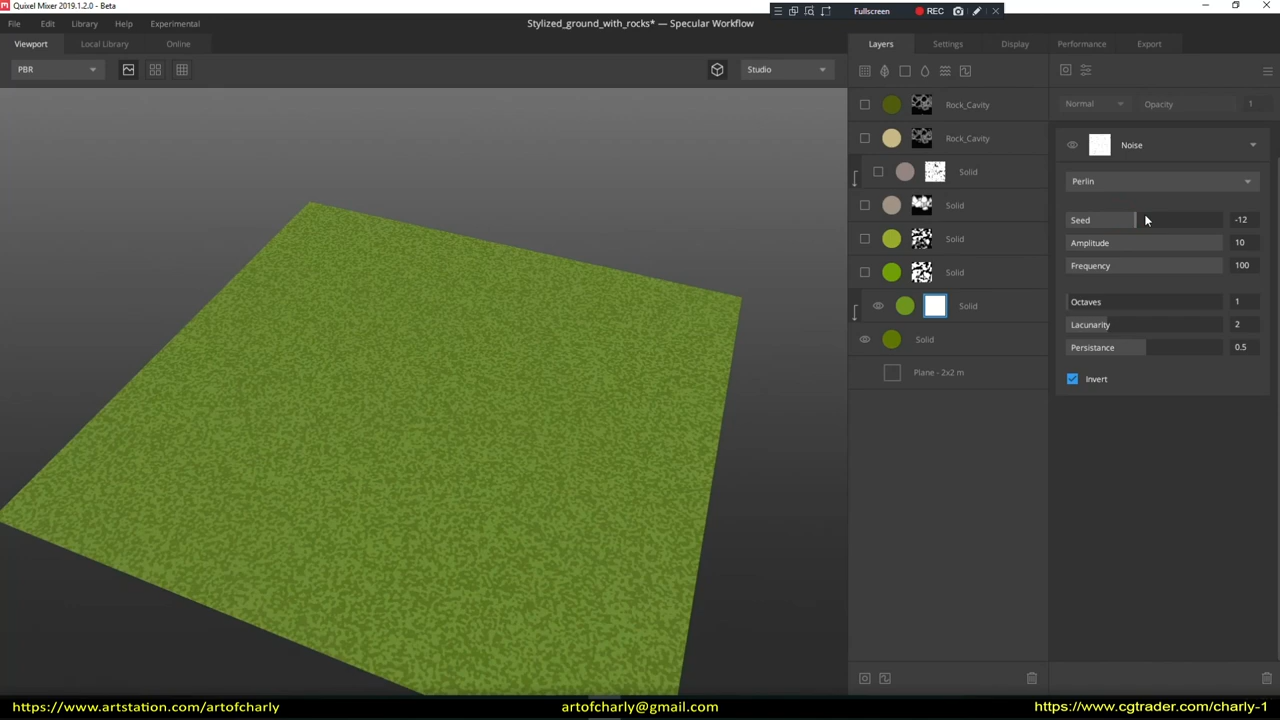 Quixel Mixer 2019.1.2.0 - Beta
Fullscreen REC
File Edit Library Help Experimental
Stylized_ground_with_rocks* — Specular Workflow
Viewport Local Library Online
Layers Settings Display Performance Export
PBR
Studio
Normal Opacity 1
Rock_Cavity
Rock_Cavity
Solid
Solid
Solid
Solid
Solid
Solid
Plane - 2x2 m
Noise
Perlin
Seed -12
Amplitude 10
Frequency 100
Octaves 1
Lacunarity 2
Persistance 0.5
Invert
https://www.artstation.com/artofcharly artofcharly@gmail.com https://www.cgtrader.com/charly-1